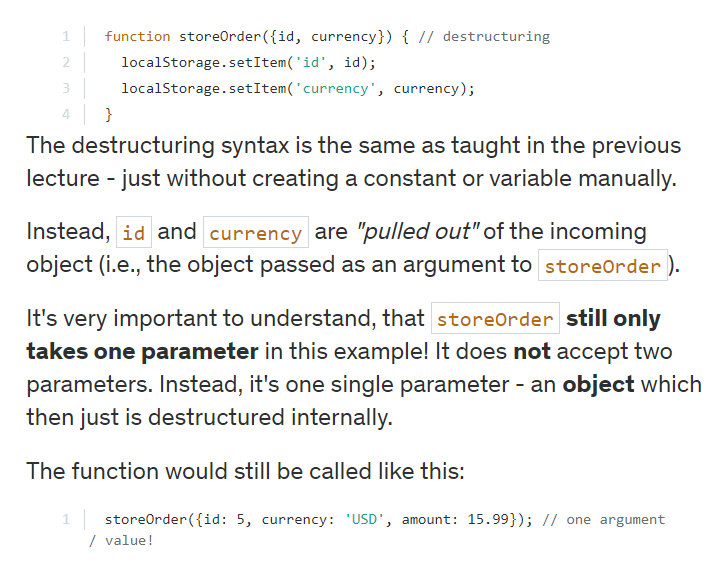 1 function storeOrder({id, currency}) { // destructuring
2 localStorage.setItem('id', id);
3 localStorage.setItem('currency', currency);
4 }
The destructuring syntax is the same as taught in the previous
lecture - just without creating a constant or variable manually.
Instead, id and currency are "pulled out" of the incoming
object (i.e., the object passed as an argument to storeOrder ).
It's very important to understand, that storeOrder still only
takes one parameter in this example! It does not accept two
parameters. Instead, it's one single parameter - an object which
then just is destructured internally.
The function would still be called like this:
1 storeOrder({id: 5, currency: 'USD', amount: 15.99}); // one argument
/ value!